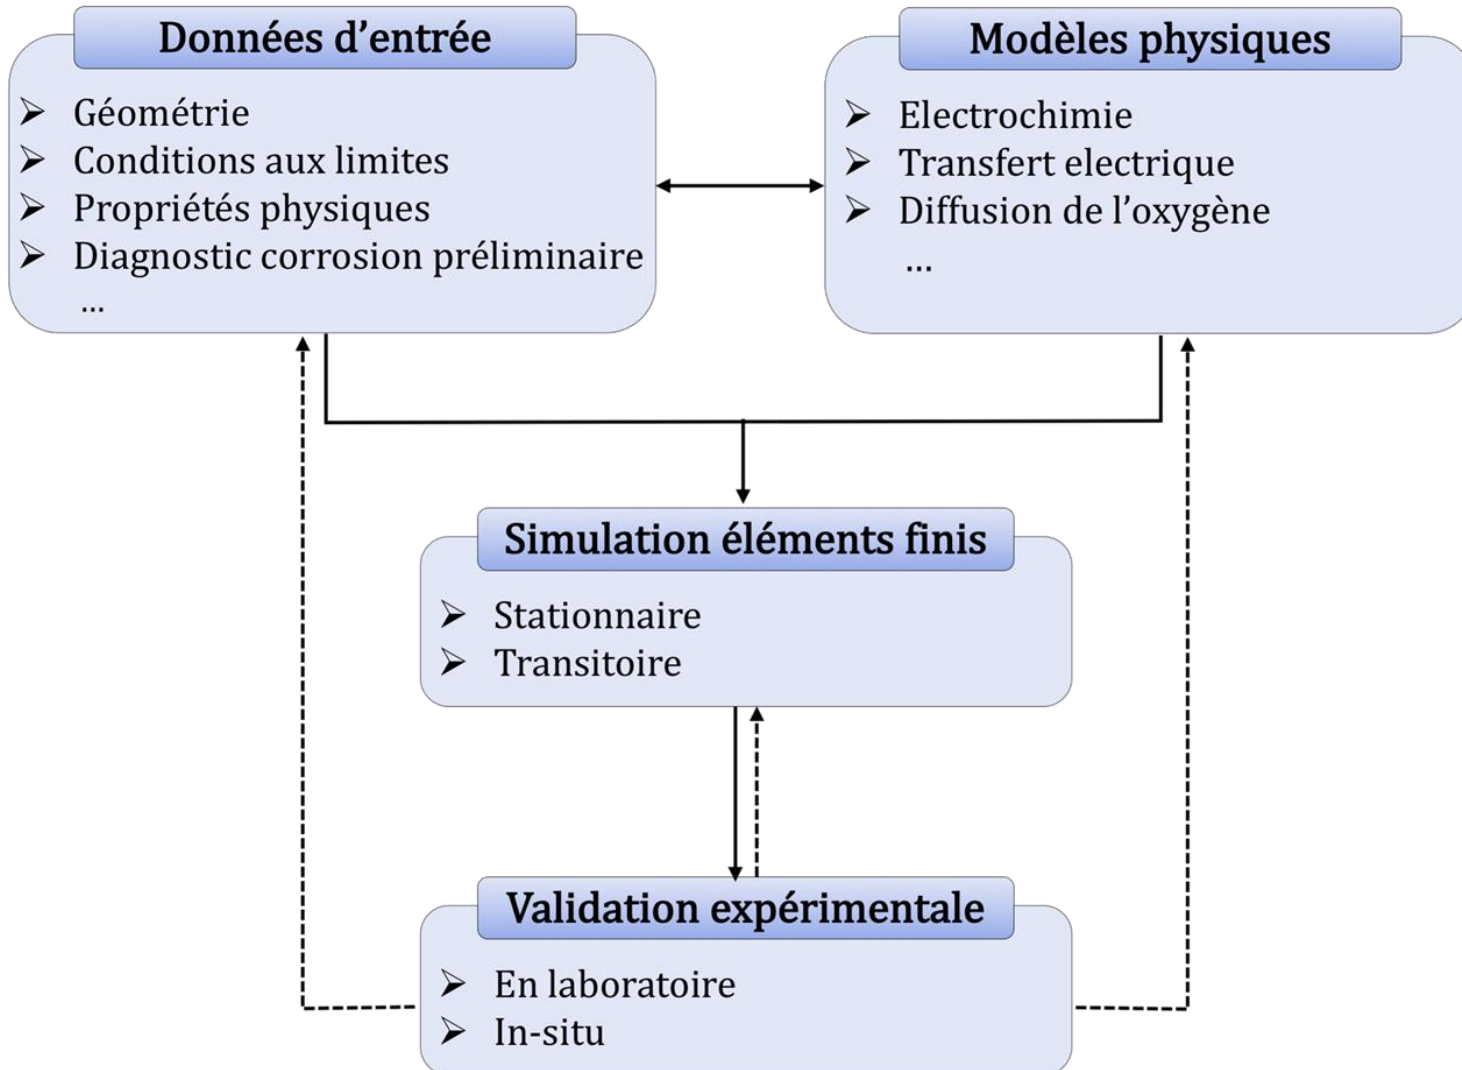 Données d’entrée
➢ Géométrie
➢ Conditions aux limites
➢ Propriétés physiques
➢ Diagnostic corrosion préliminaire
...
Modèles physiques
➢ Electrochimie
➢ Transfert electrique
➢ Diffusion de l’oxygène
...
Simulation éléments finis
➢ Stationnaire
➢ Transitoire
Validation expérimentale
➢ En laboratoire
➢ In-situ